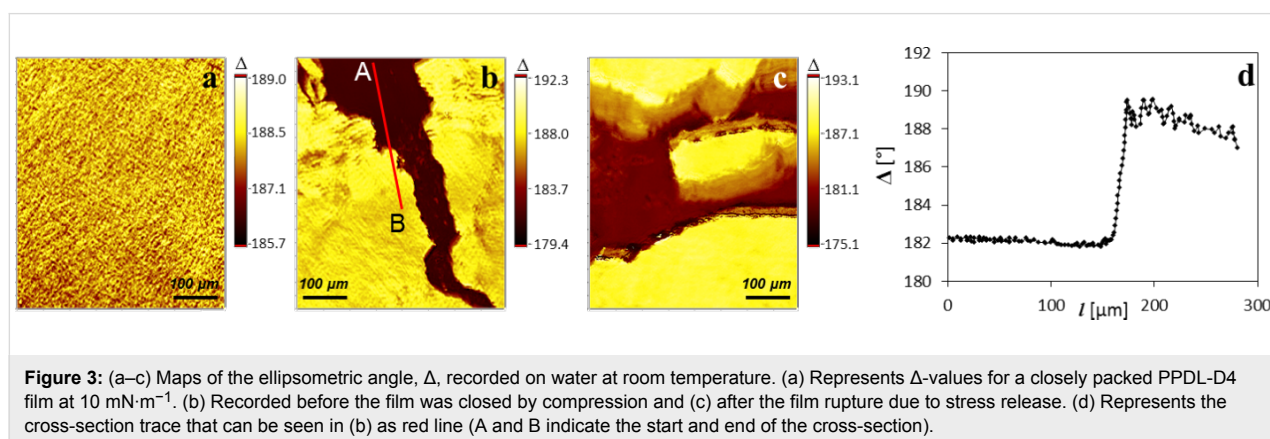 Δ
a
189.0
188.5
187.1
185.7
100 µm
Δ
A
b
192.3
188.0
183.7
B
179.4
100 µm
Δ
c
193.1
187.1
181.1
175.1
100 µm
192
d
190
188
Δ [°]
186
184
182
180
0 100 200 300
l [µm]
Figure 3: (a–c) Maps of the ellipsometric angle, Δ, recorded on water at room temperature. (a) Represents Δ-values for a closely packed PPDL-D4
film at 10 mN·m⁻¹. (b) Recorded before the film was closed by compression and (c) after the film rupture due to stress release. (d) Represents the
cross-section trace that can be seen in (b) as red line (A and B indicate the start and end of the cross-section).